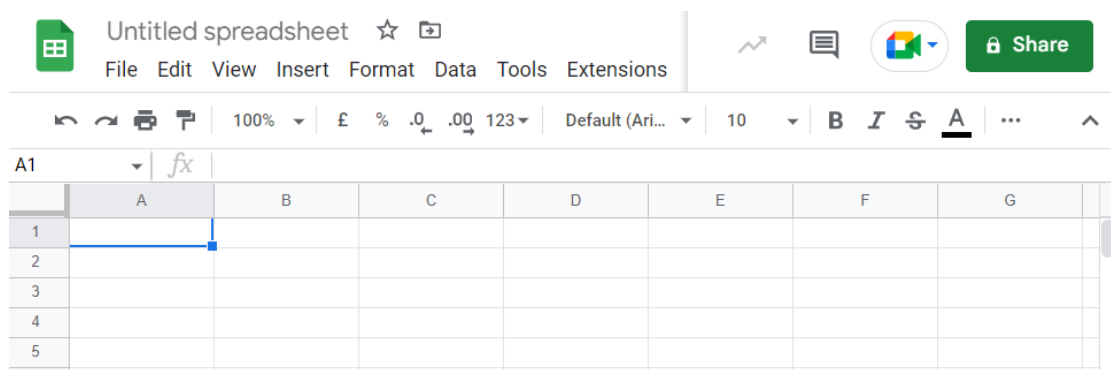 Untitled spreadsheet
File Edit View Insert Format Data Tools Extensions
Share
100% £ % .0 .00 123 Default (Ari... 10 B I S A ...
A1 fx
A B C D E F G
1
2
3
4
5